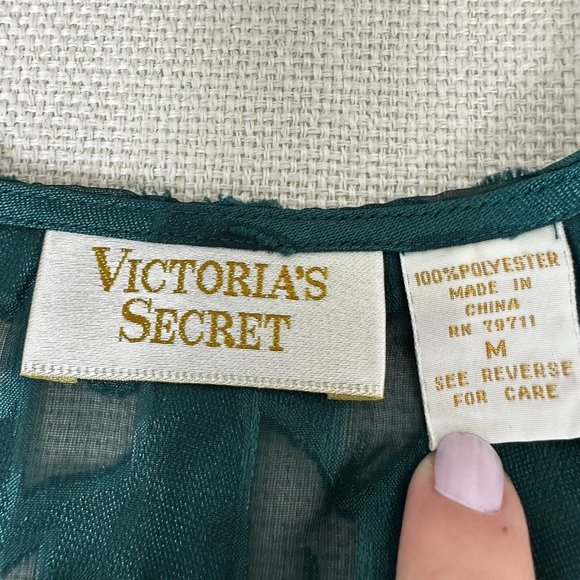 VICTORIA'S
SECRET
100%POLYESTER
MADE IN
CHINA
RN 79711
M
SEE REVERSE
FOR CARE